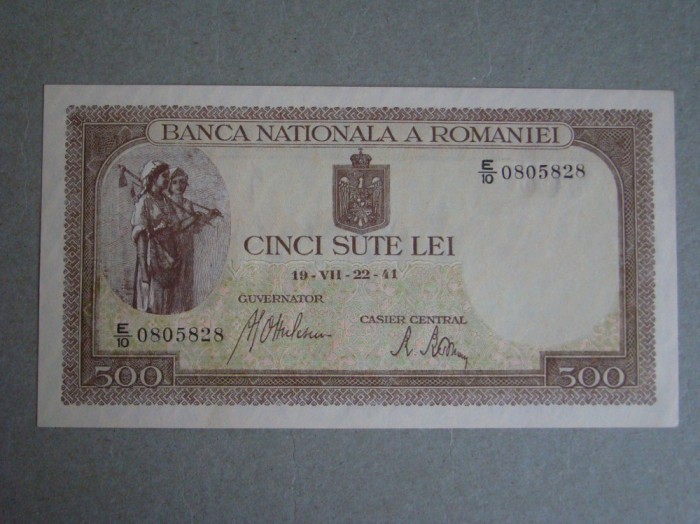 BANCA NATIONALA A ROMANIEI
E/10 0805828
CINCI SUTE LEI
19-VII-22-41
GUVERNATOR
CASIER CENTRAL
E/10 0805828
500 500